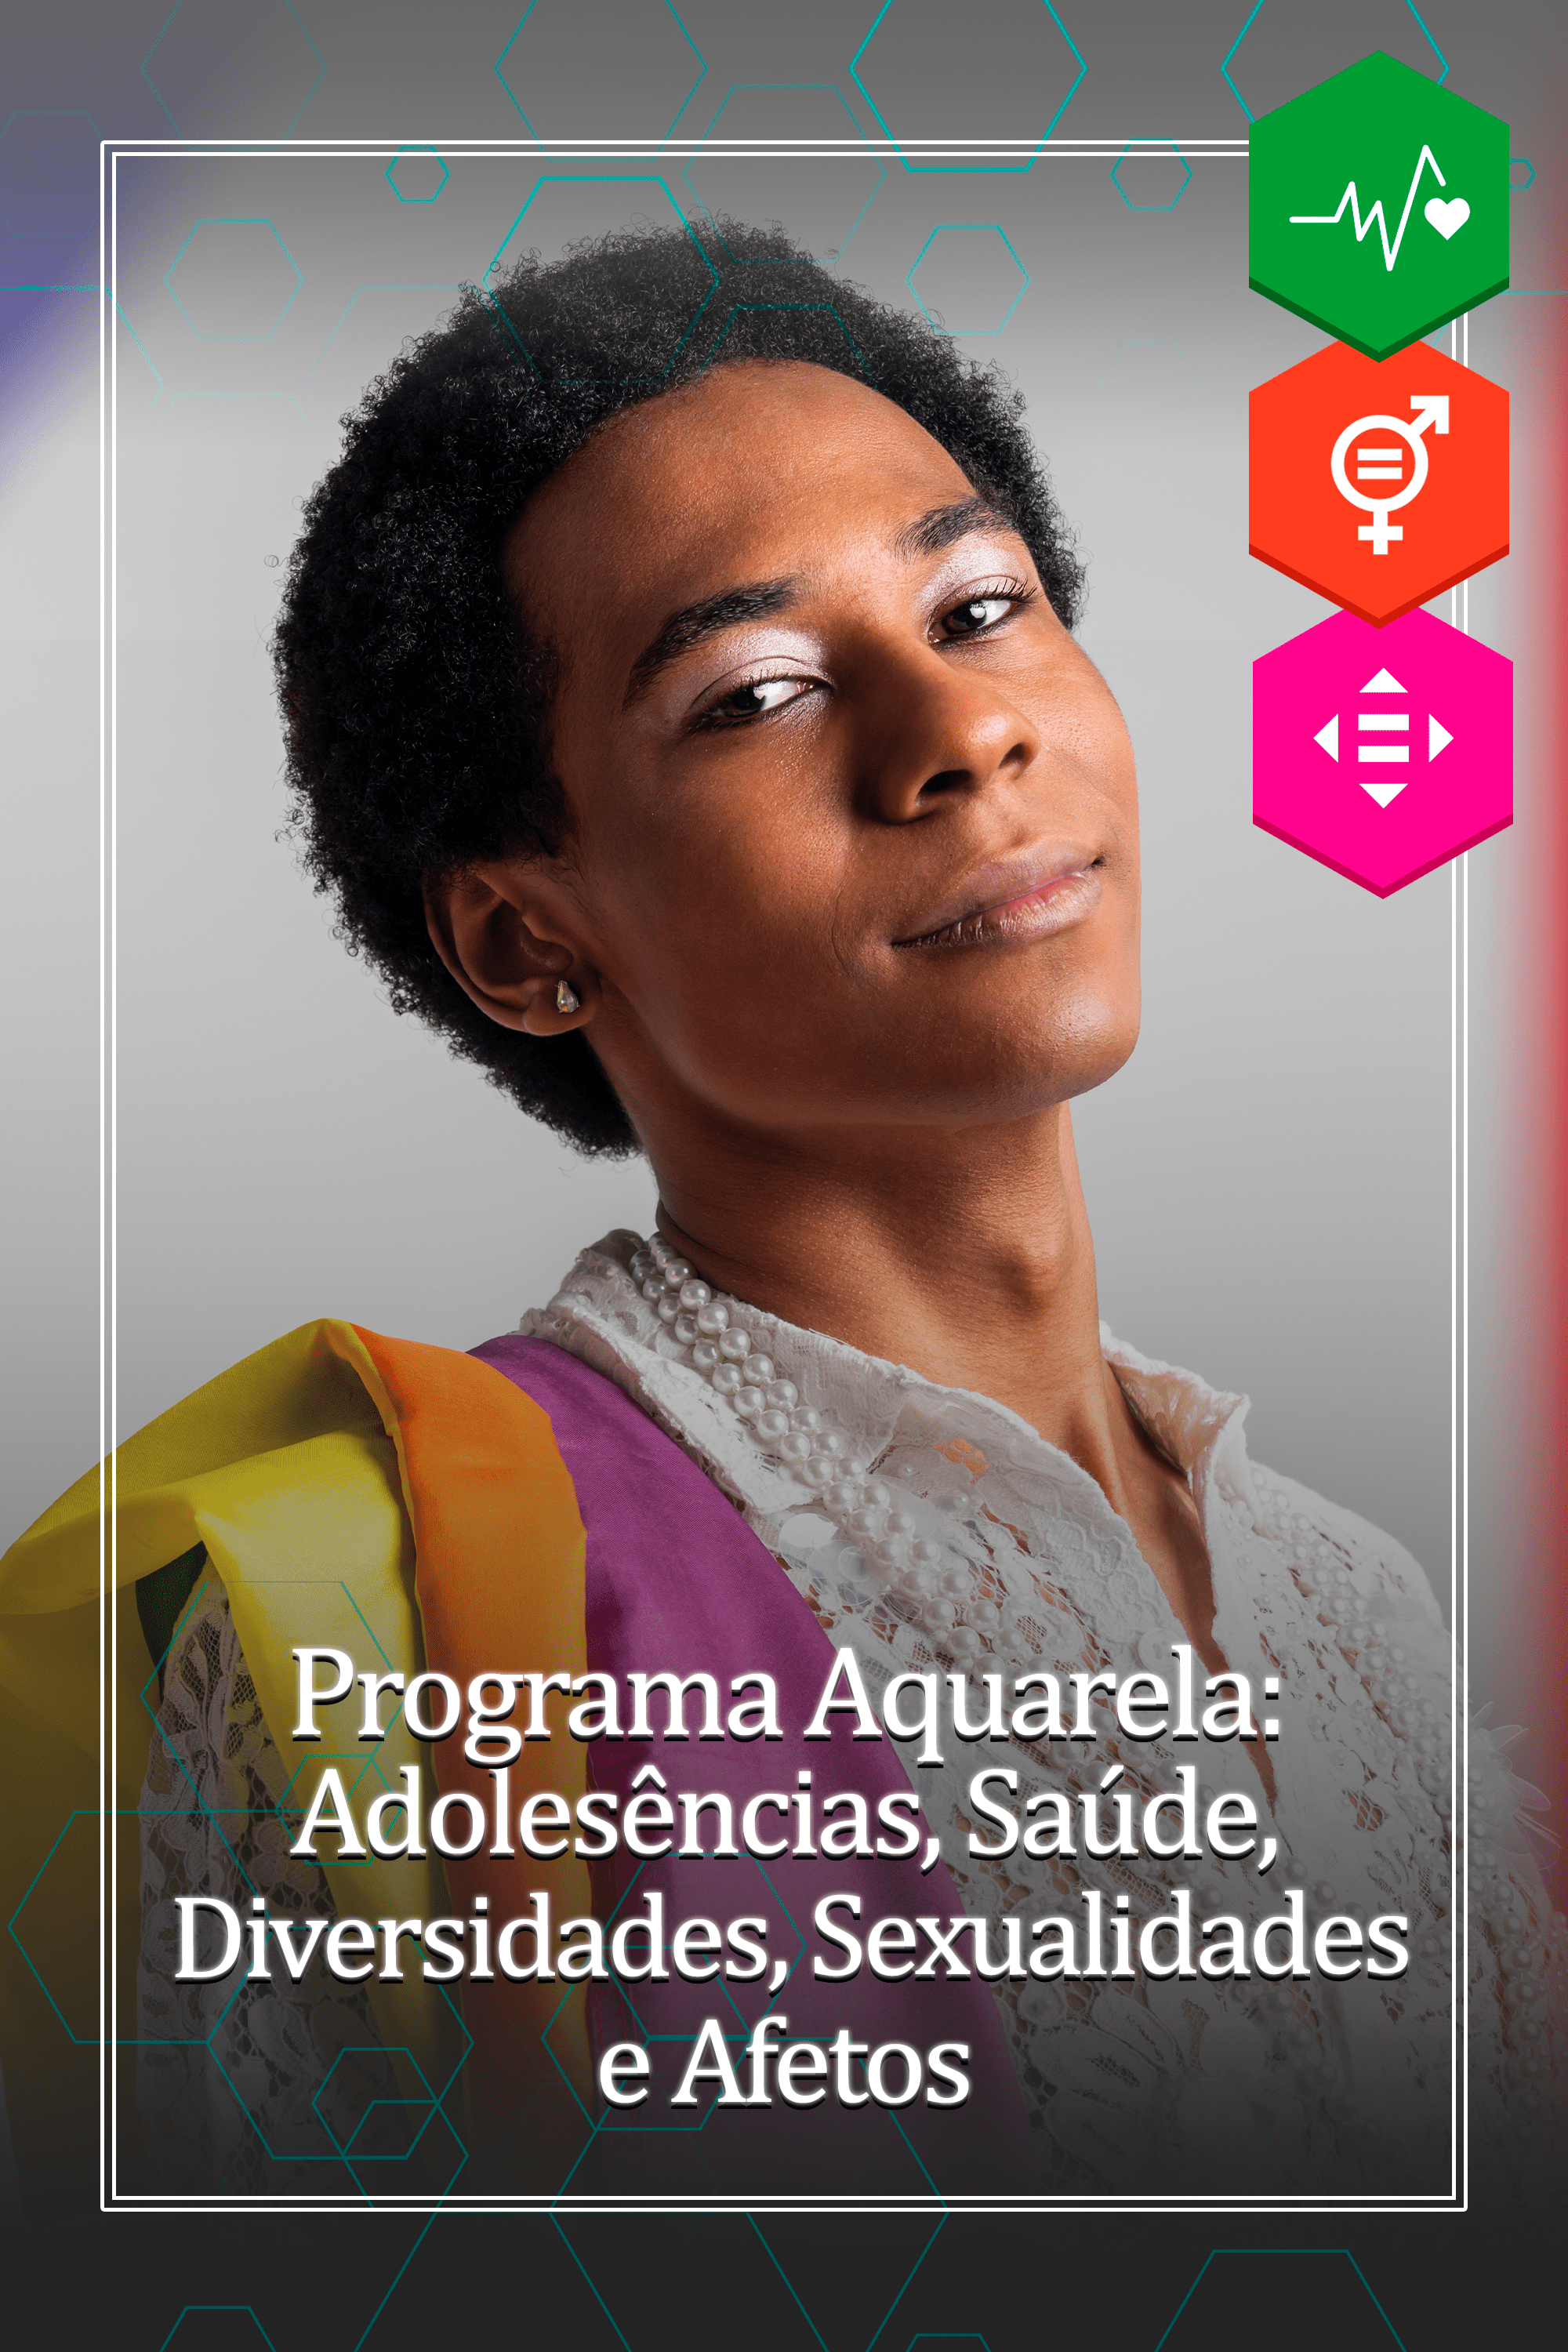 Programa Aquarela:
Adolesências, Saúde,
Diversidades, Sexualidades
e Afetos